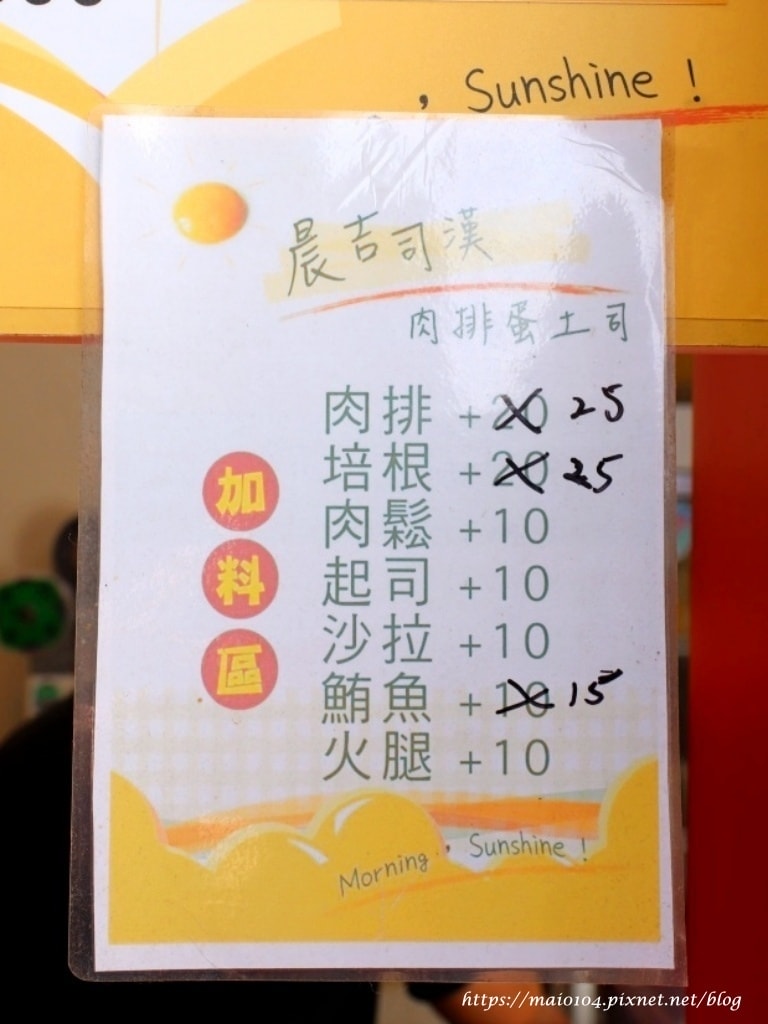 , Sunshine !
晨吉司漢
肉排蛋土司
加料區
肉排 +20 25
培根 +20 25
肉鬆 +10
起司 +10
沙拉 +10
鮪魚 +10 15
火腿 +10
Morning, Sunshine !
https://maio104.pixnet.net/blog